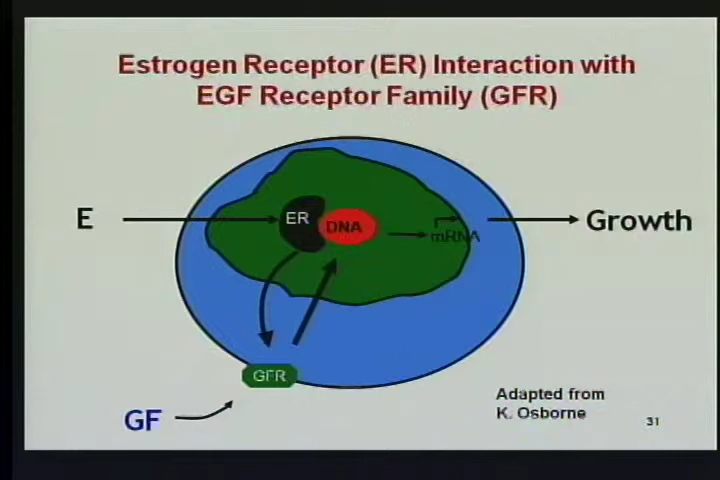 Estrogen Receptor (ER) Interaction with
EGF Receptor Family (GFR)
E
ER
DNA
mRNA
Growth
GFR
GF
Adapted from
K. Osborne
31